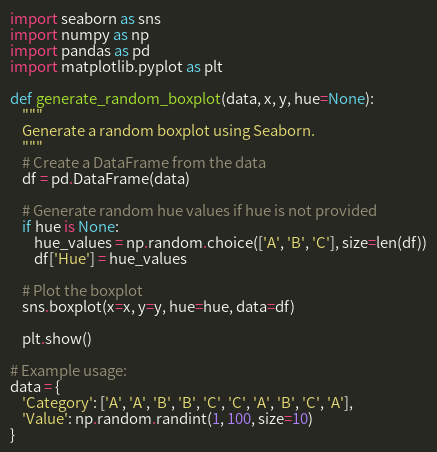 import seaborn as sns
import numpy as np
import pandas as pd
import matplotlib.pyplot as plt

def generate_random_boxplot(data, x, y, hue=None):
    """
    Generate a random boxplot using Seaborn.
    """
    # Create a DataFrame from the data
    df = pd.DataFrame(data)

    # Generate random hue values if hue is not provided
    if hue is None:
        hue_values = np.random.choice(['A', 'B', 'C'], size=len(df))
        df['Hue'] = hue_values

    # Plot the boxplot
    sns.boxplot(x=x, y=y, hue=hue, data=df)

    plt.show()

# Example usage:
data = {
    'Category': ['A', 'A', 'B', 'B', 'C', 'C', 'A', 'B', 'C', 'A'],
    'Value': np.random.randint(1, 100, size=10)
}